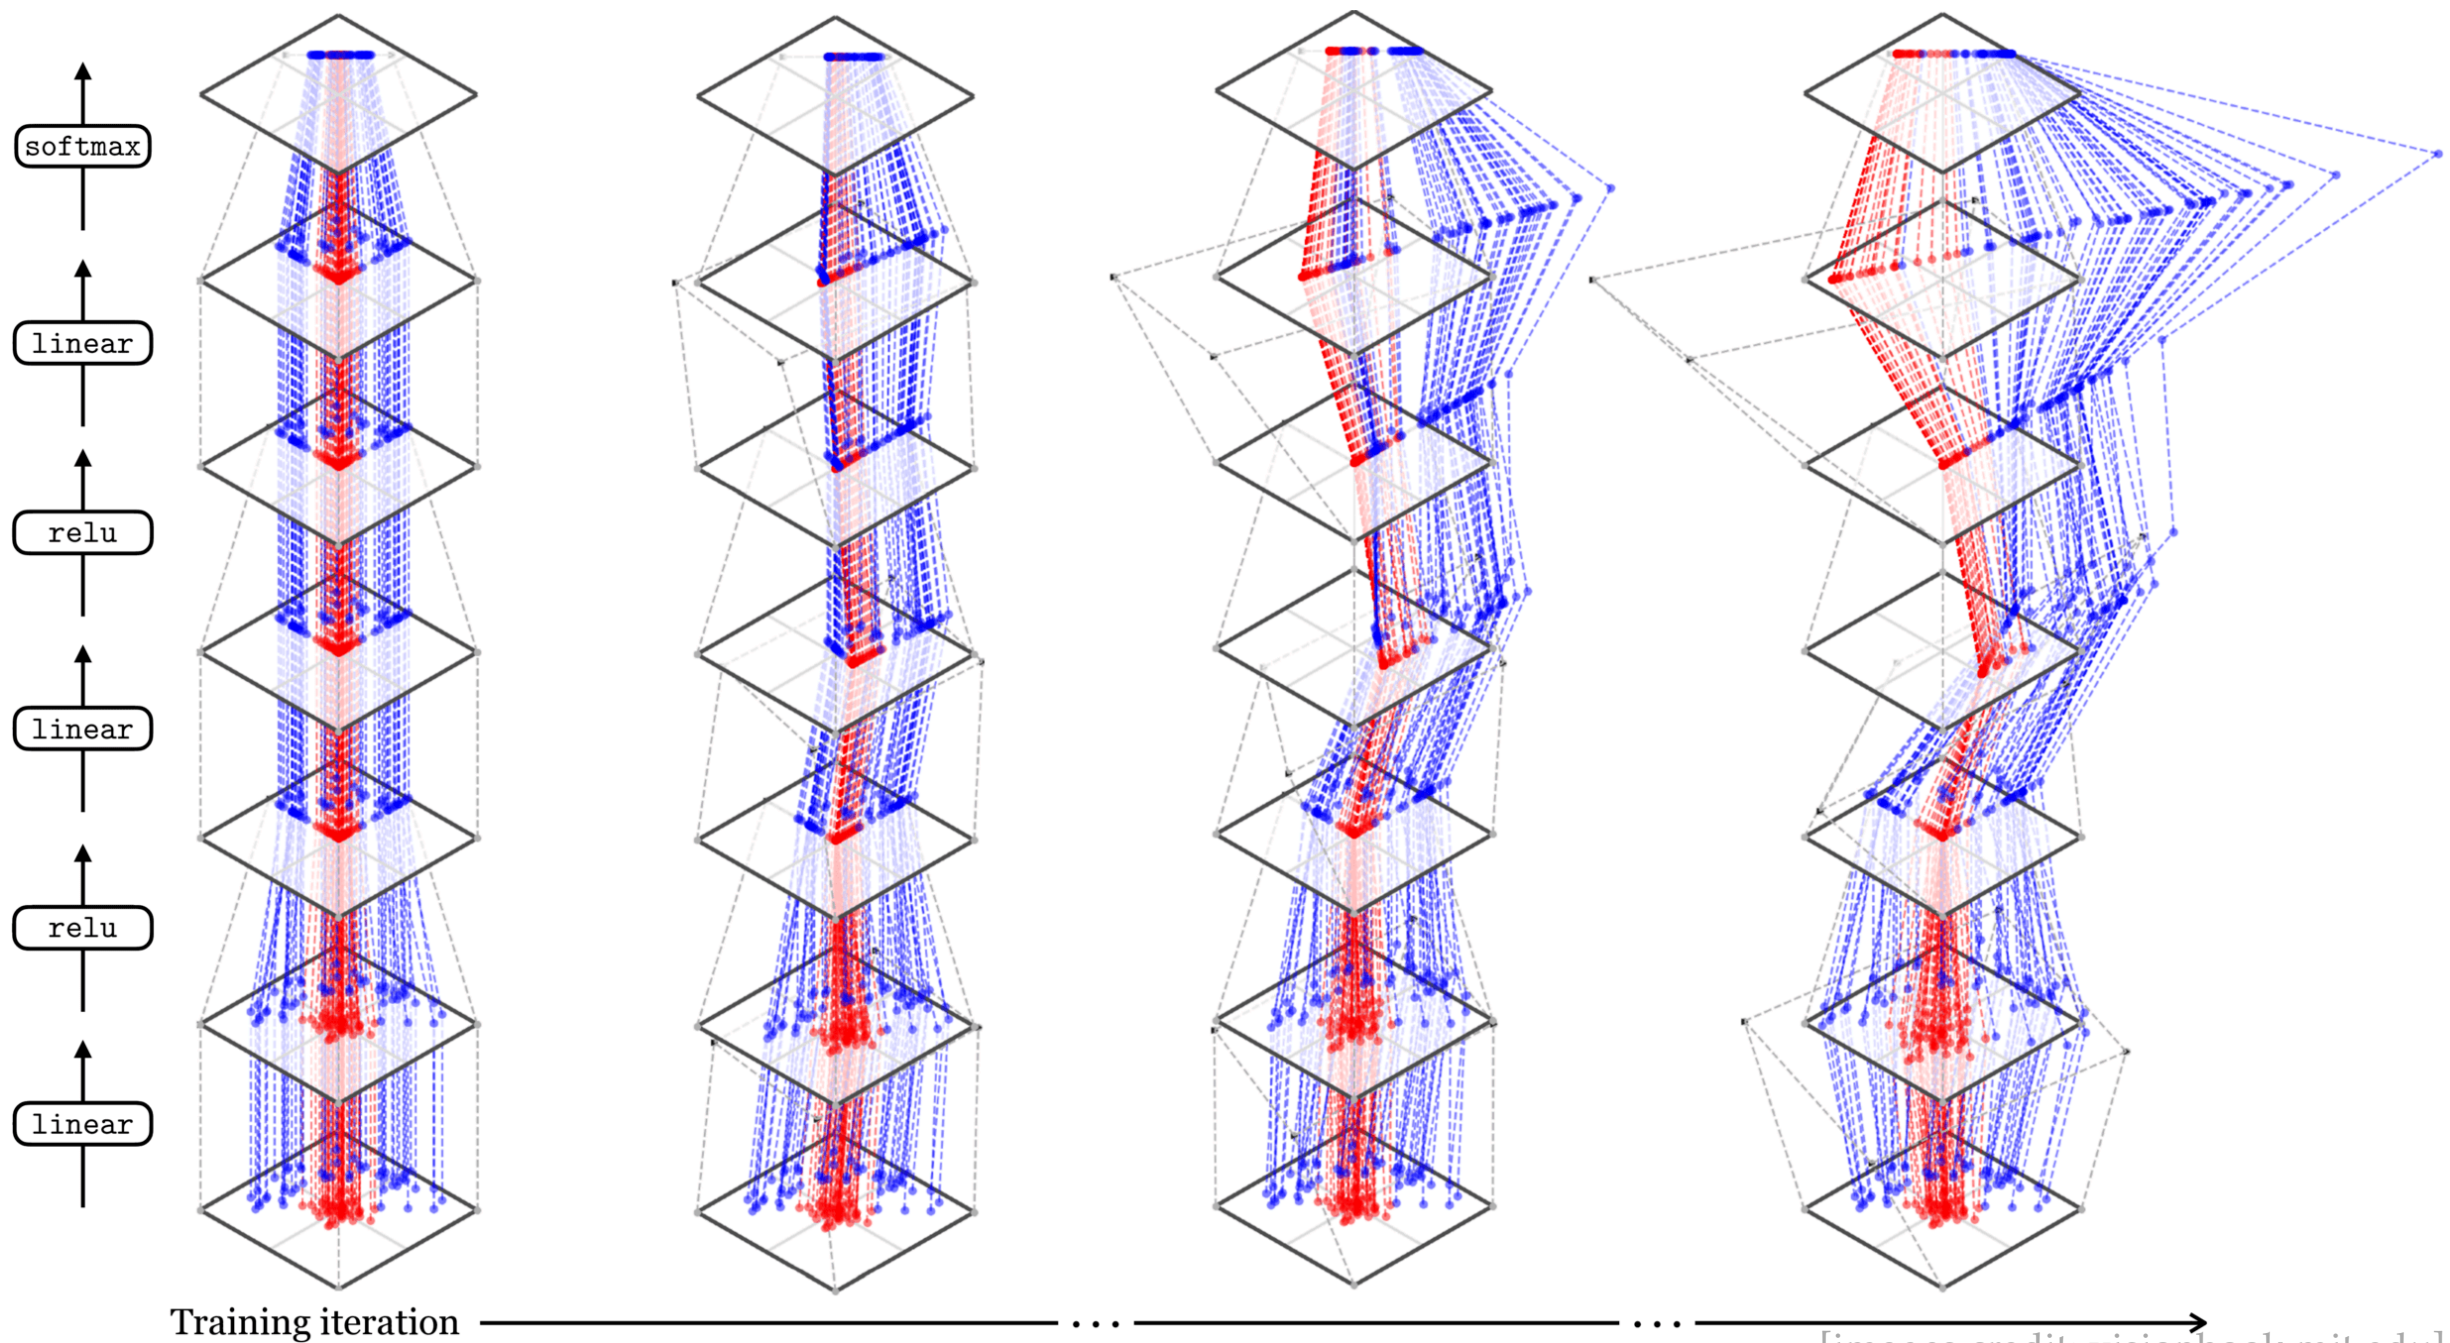 softmax
linear
relu
linear
relu
linear
Training iteration ... ...